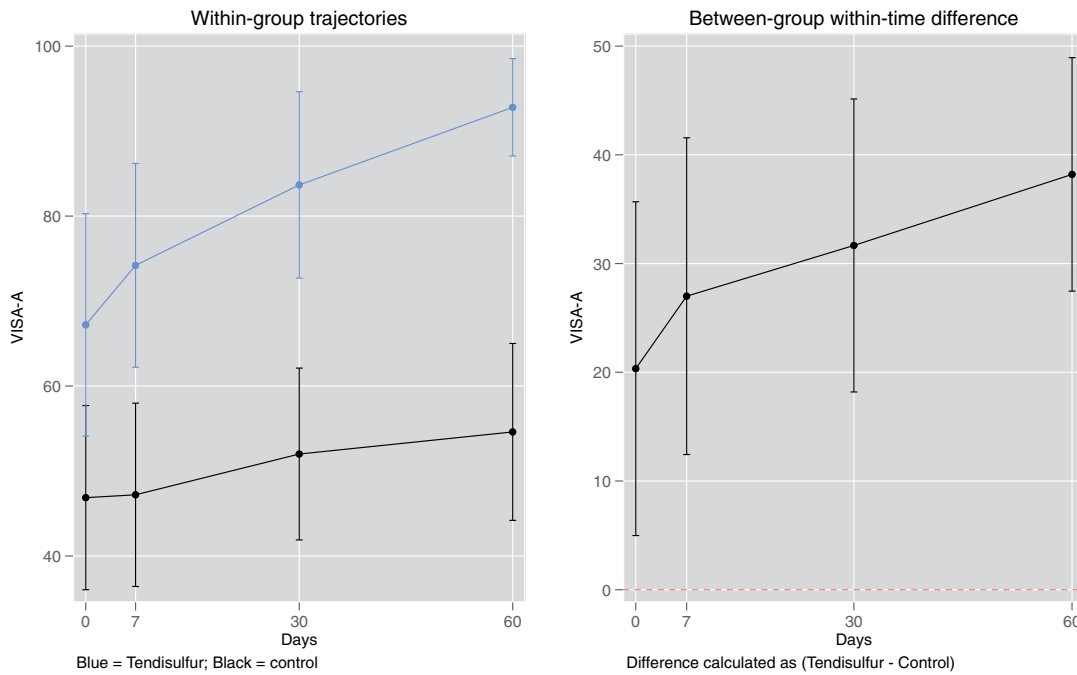 Within-group trajectories
100
80
60
40
VISA-A
0 7 30 60
Days
Blue = Tendisulfur; Black = control
Between-group within-time difference
50
40
30
20
10
0
VISA-A
0 7 30 60
Days
Difference calculated as (Tendisulfur - Control)